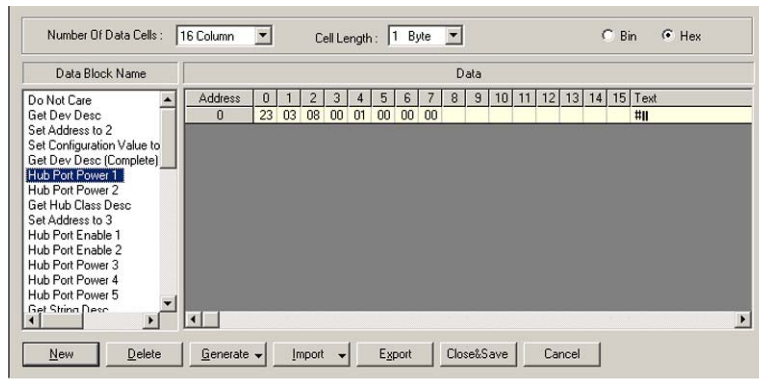 Number Of Data Cells : 16 Column Cell Length : 1 Byte Bin Hex
Data Block Name Data
Do Not Care
Get Dev Desc
Set Address to 2
Set Configuration Value to
Get Dev Desc (Complete)
Hub Port Power 1
Hub Port Power 2
Get Hub Class Desc
Set Address to 3
Hub Port Enable 1
Hub Port Enable 2
Hub Port Power 3
Hub Port Power 4
Hub Port Power 5
Get String Desc
Address 0 1 2 3 4 5 6 7 8 9 10 11 12 13 14 15 Text
0 23 03 08 00 01 00 00 00 #||
New Delete Generate Import Export Close&Save Cancel